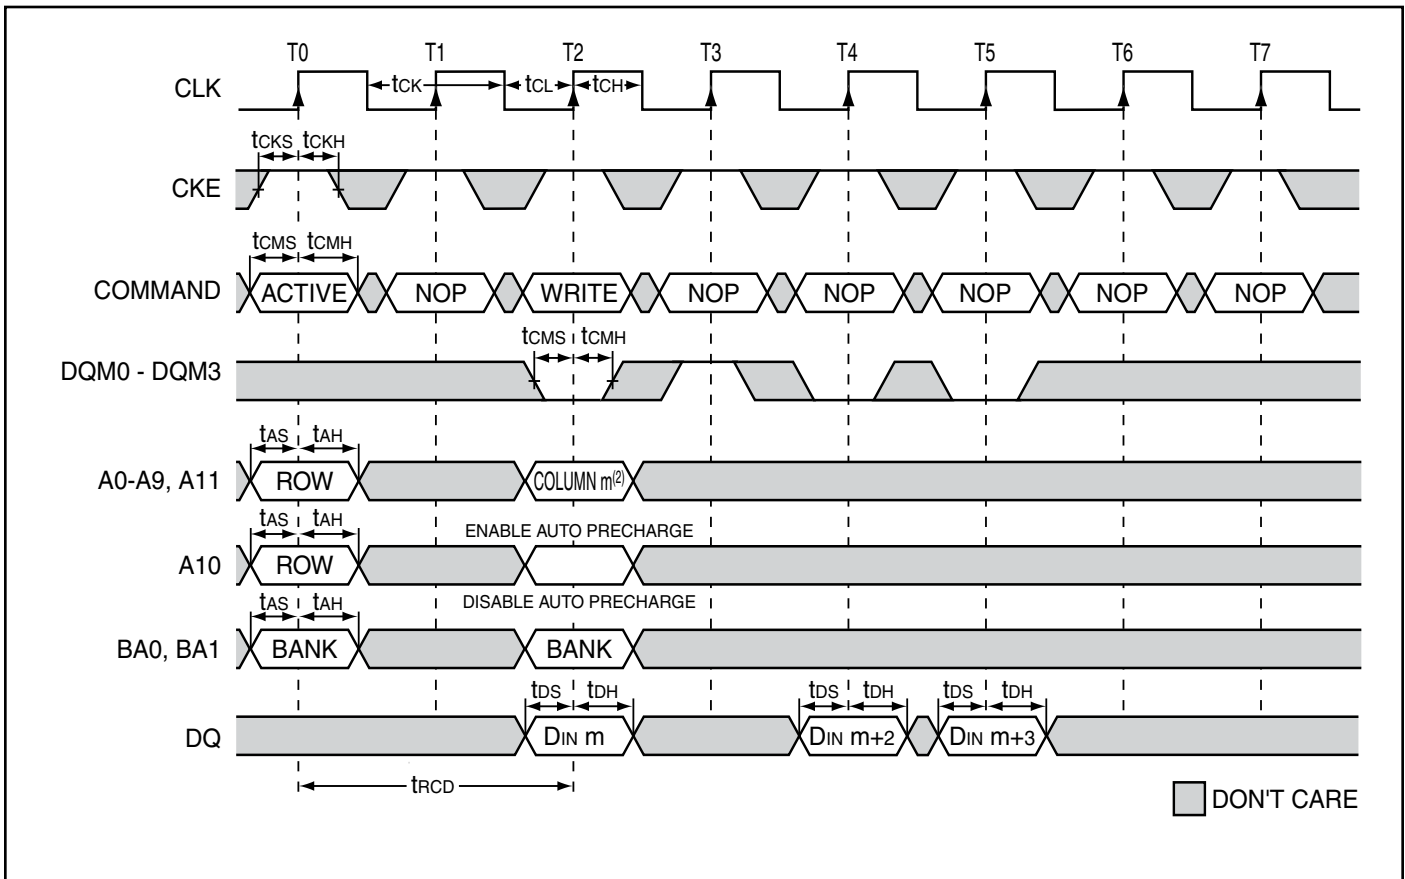 T0 T1 T2 T3 T4 T5 T6 T7
CLK
tCK tCL tCH
tCKS tCKH
CKE
tCMS tCMH
COMMAND ACTIVE NOP WRITE NOP NOP NOP NOP NOP
tCMS tCMH
DQM0 - DQM3
tAS tAH
A0-A9, A11 ROW COLUMN m(2)
tAS tAH ENABLE AUTO PRECHARGE
A10 ROW
tAS tAH DISABLE AUTO PRECHARGE
BA0, BA1 BANK BANK
tDS tDH tDS tDH tDS tDH
DQ DIN m DIN m+2 DIN m+3
tRCD
DON'T CARE